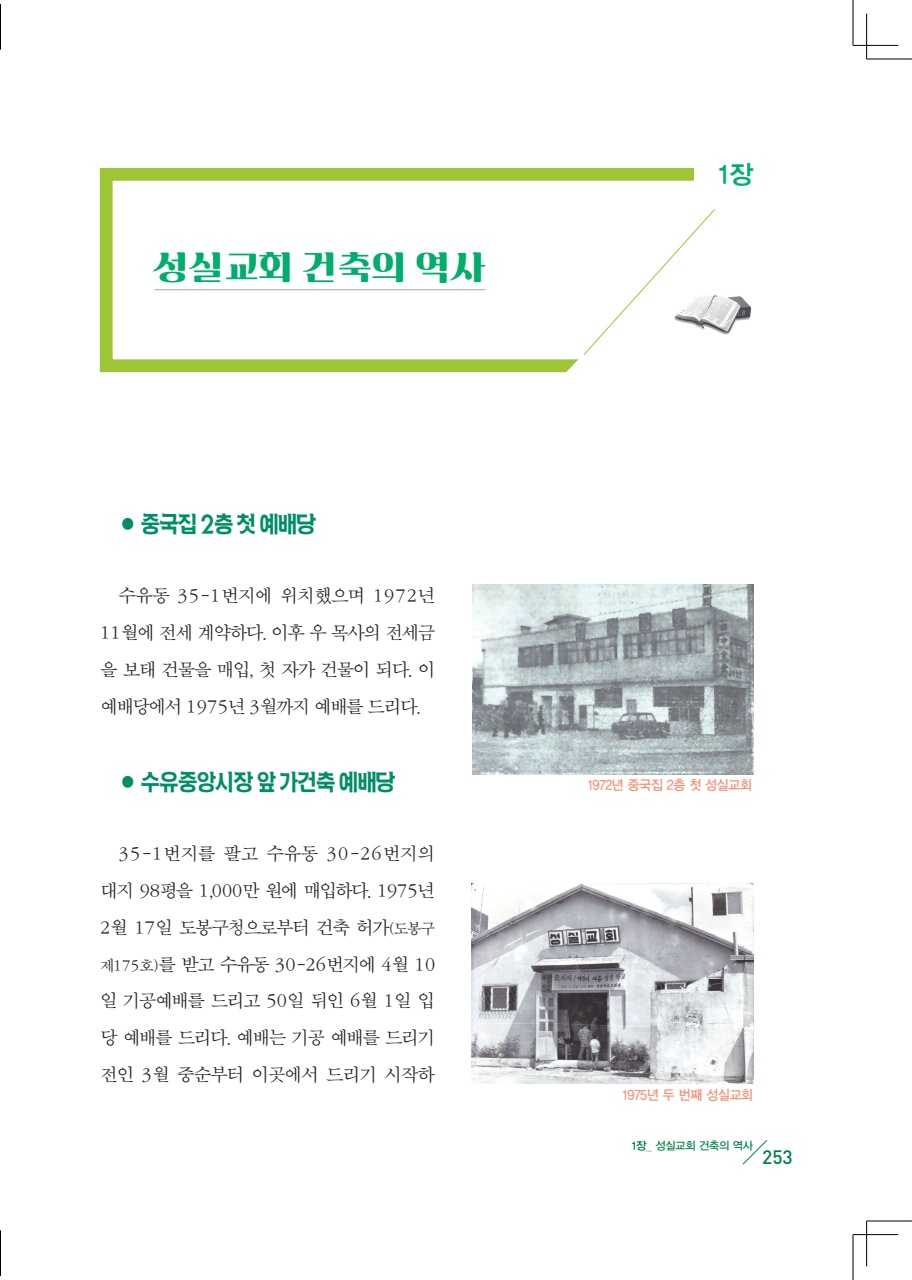 1장
성실교회 건축의 역사
● 중국집 2층 첫 예배당
수유동 35-1번지에 위치했으며 1972년
11월에 전세 계약하다. 이후 우 목사의 전세금
을 보태 건물을 매입, 첫 자가 건물이 되다. 이
예배당에서 1975년 3월까지 예배를 드리다.
1972년 중국집 2층 첫 성실교회
● 수유중앙시장 앞 가건축 예배당
35-1번지를 팔고 수유동 30-26번지의
대지 98평을 1,000만 원에 매입하다. 1975년
2월 17일 도봉구청으로부터 건축 허가(도봉구
제175호)를 받고 수유동 30-26번지에 4월 10
일 기공예배를 드리고 50일 뒤인 6월 1일 입
당 예배를 드리다. 예배는 기공 예배를 드리기
전인 3월 중순부터 이곳에서 드리기 시작하
성실교회
1975년 두 번째 성실교회
1장_ 성실교회 건축의 역사
253